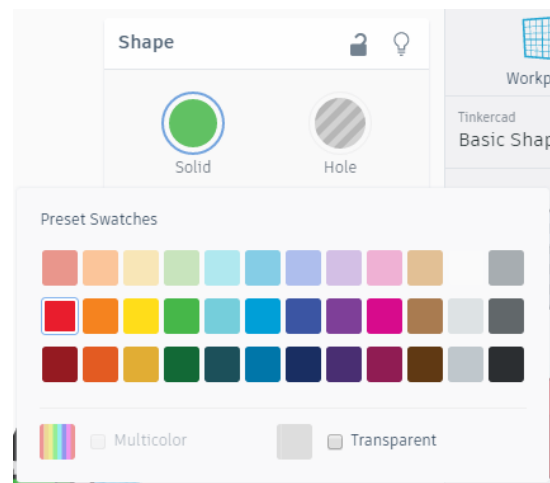 Shape
Workp
Tinkercad
Basic Shap
Solid
Hole
Preset Swatches
Multicolor
Transparent